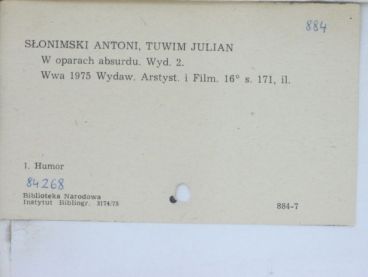 884
SŁONIMSKI ANTONI, TUWIM JULIAN
W oparach absurdu. Wyd. 2.
Wwa 1975 Wydaw. Arstyst. i Film. 16° s. 171, il.
1. Humor
84268
Biblioteka Narodowa
Instytut Bibliogr. 3174/75
884-7